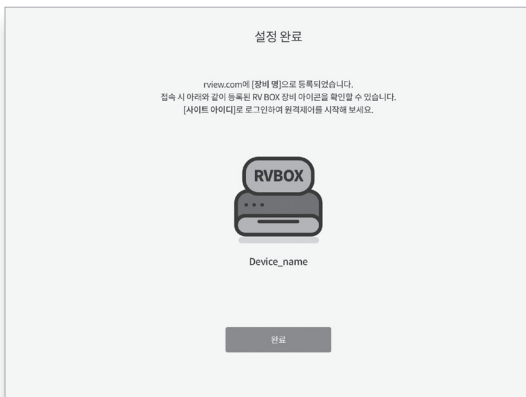 설정 완료
rview.com에 [장비 명]으로 등록되었습니다.
접속 시 아래와 같이 등록된 RV BOX 장비 아이콘을 확인할 수 있습니다.
[사이트 아이디]로 로그인하여 원격제어를 시작해 보세요.
RVBOX
Device_name
완료